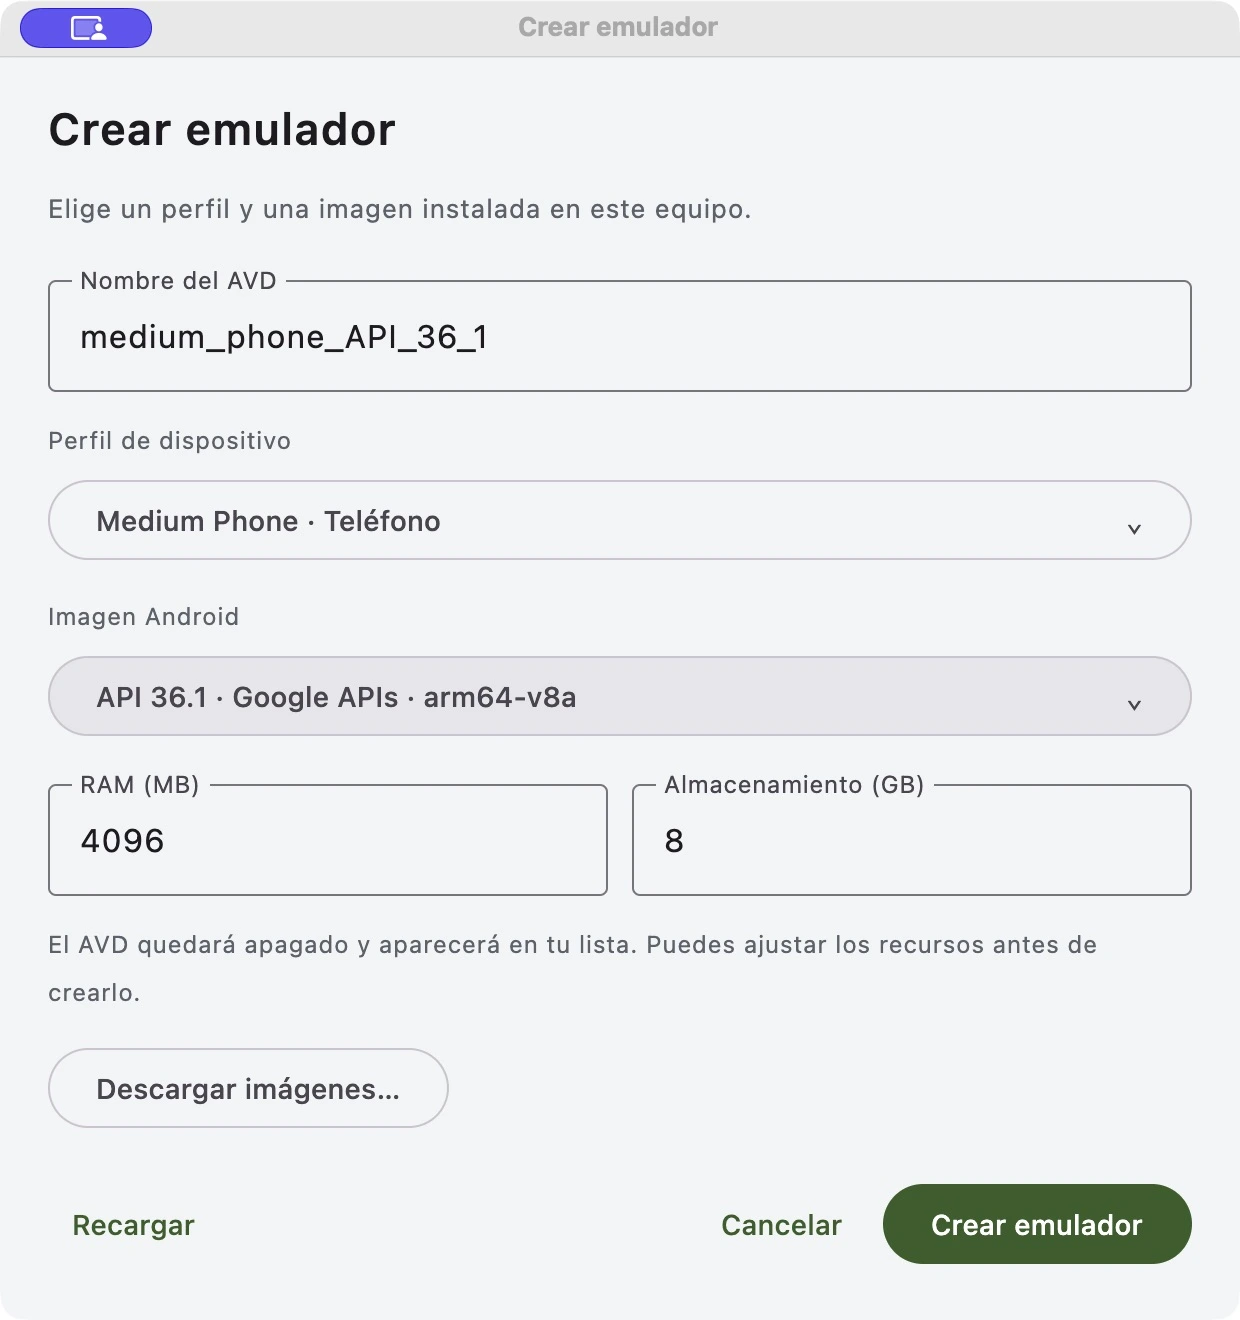 Crear emulador
Crear emulador
Elige un perfil y una imagen instalada en este equipo.
Nombre del AVD
medium_phone_API_36_1
Perfil de dispositivo
Medium Phone · Teléfono
Imagen Android
API 36.1 · Google APIs · arm64-v8a
RAM (MB)
4096
Almacenamiento (GB)
8
El AVD quedará apagado y aparecerá en tu lista. Puedes ajustar los recursos antes de
crearlo.
Descargar imágenes...
Recargar
Cancelar
Crear emulador